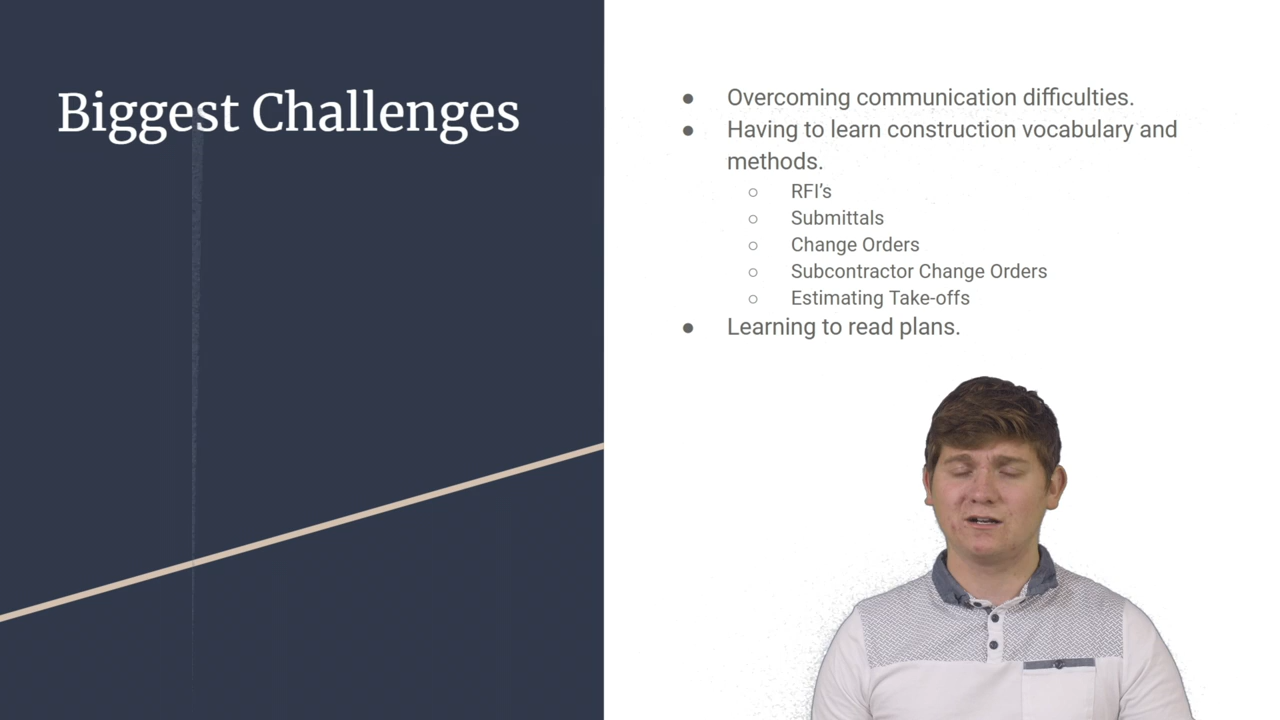 Biggest Challenges
● Overcoming communication difficulties.
● Having to learn construction vocabulary and
methods.
○ RFI's
○ Submittals
○ Change Orders
○ Subcontractor Change Orders
○ Estimating Take-offs
● Learning to read plans.